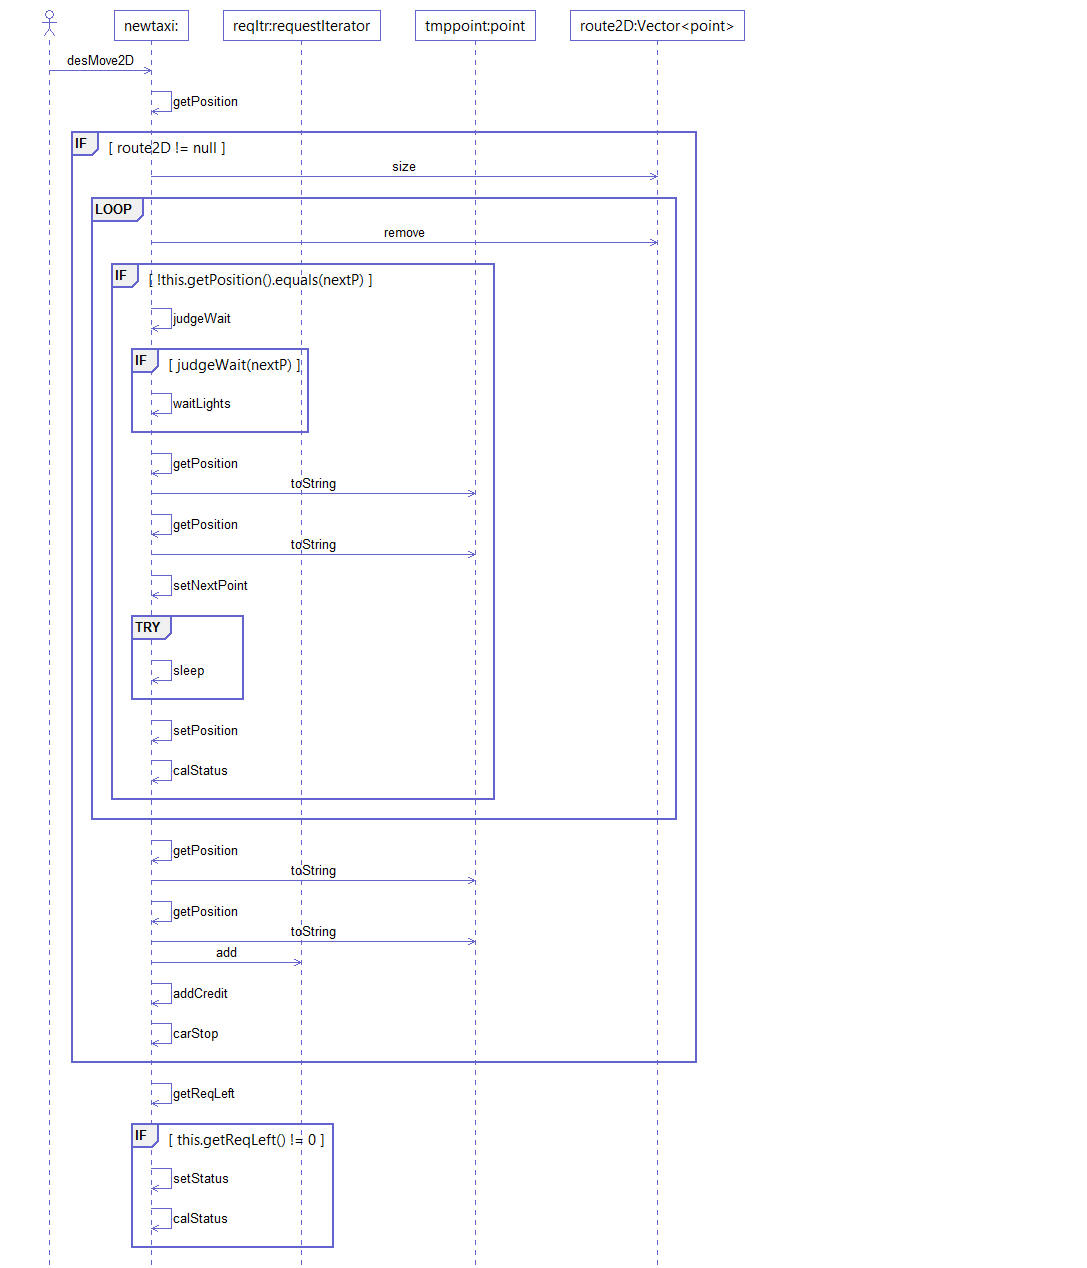 newtaxi:
reqItr:requestIterator
tmppoint:point
route2D:Vector<point>
desMove2D
getPosition
IF
[ route2D != null ]
size
LOOP
remove
IF
[ !this.getPosition().equals(nextP) ]
judgeWait
IF
[ judgeWait(nextP) ]
waitLights
getPosition
toString
getPosition
toString
setNextPoint
TRY
sleep
setPosition
calStatus
getPosition
toString
getPosition
toString
add
addCredit
carStop
getReqLeft
IF
[ this.getReqLeft() != 0 ]
setStatus
calStatus